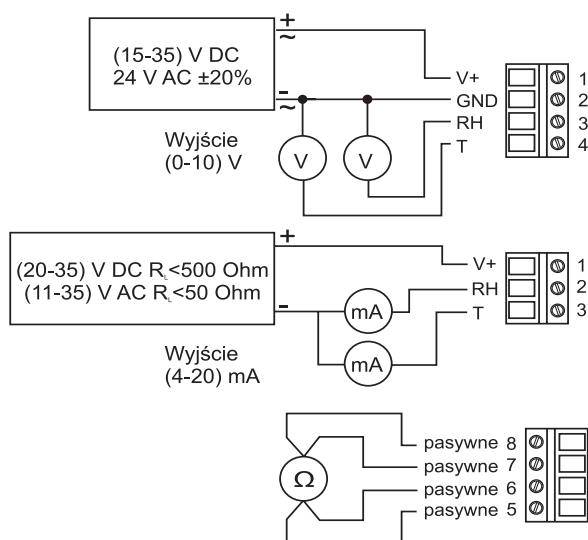 +
~
(15-35) V DC
24 V AC ±20%
-
~
V+ 1
GND 2
RH 3
T 4
Wyjście
(0-10) V
V V
+
(20-35) V DC RL<500 Ohm
(11-35) V AC RL<50 Ohm
-
V+ 1
RH 2
T 3
mA
mA
Wyjście
(4-20) mA
pasywne 8
pasywne 7
pasywne 6
pasywne 5
Ω